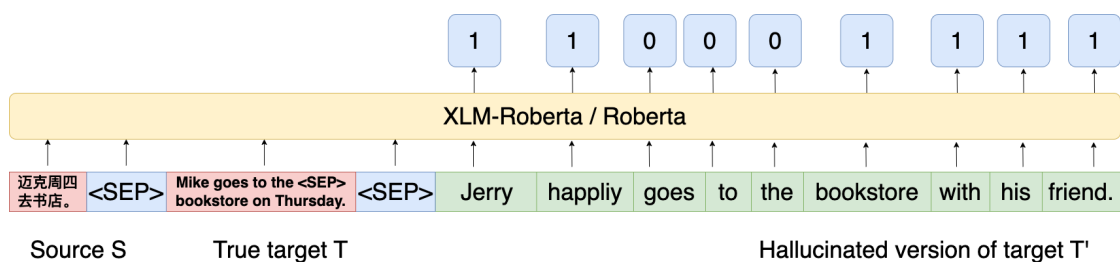 1 1 0 0 0 1 1 1 1
XLM-Roberta / Roberta
迈克周四
去书店。
<SEP>
Mike goes to the <SEP>
bookstore on Thursday.
<SEP>
Jerry happliy goes to the bookstore with his friend.
Source S
True target T
Hallucinated version of target T'